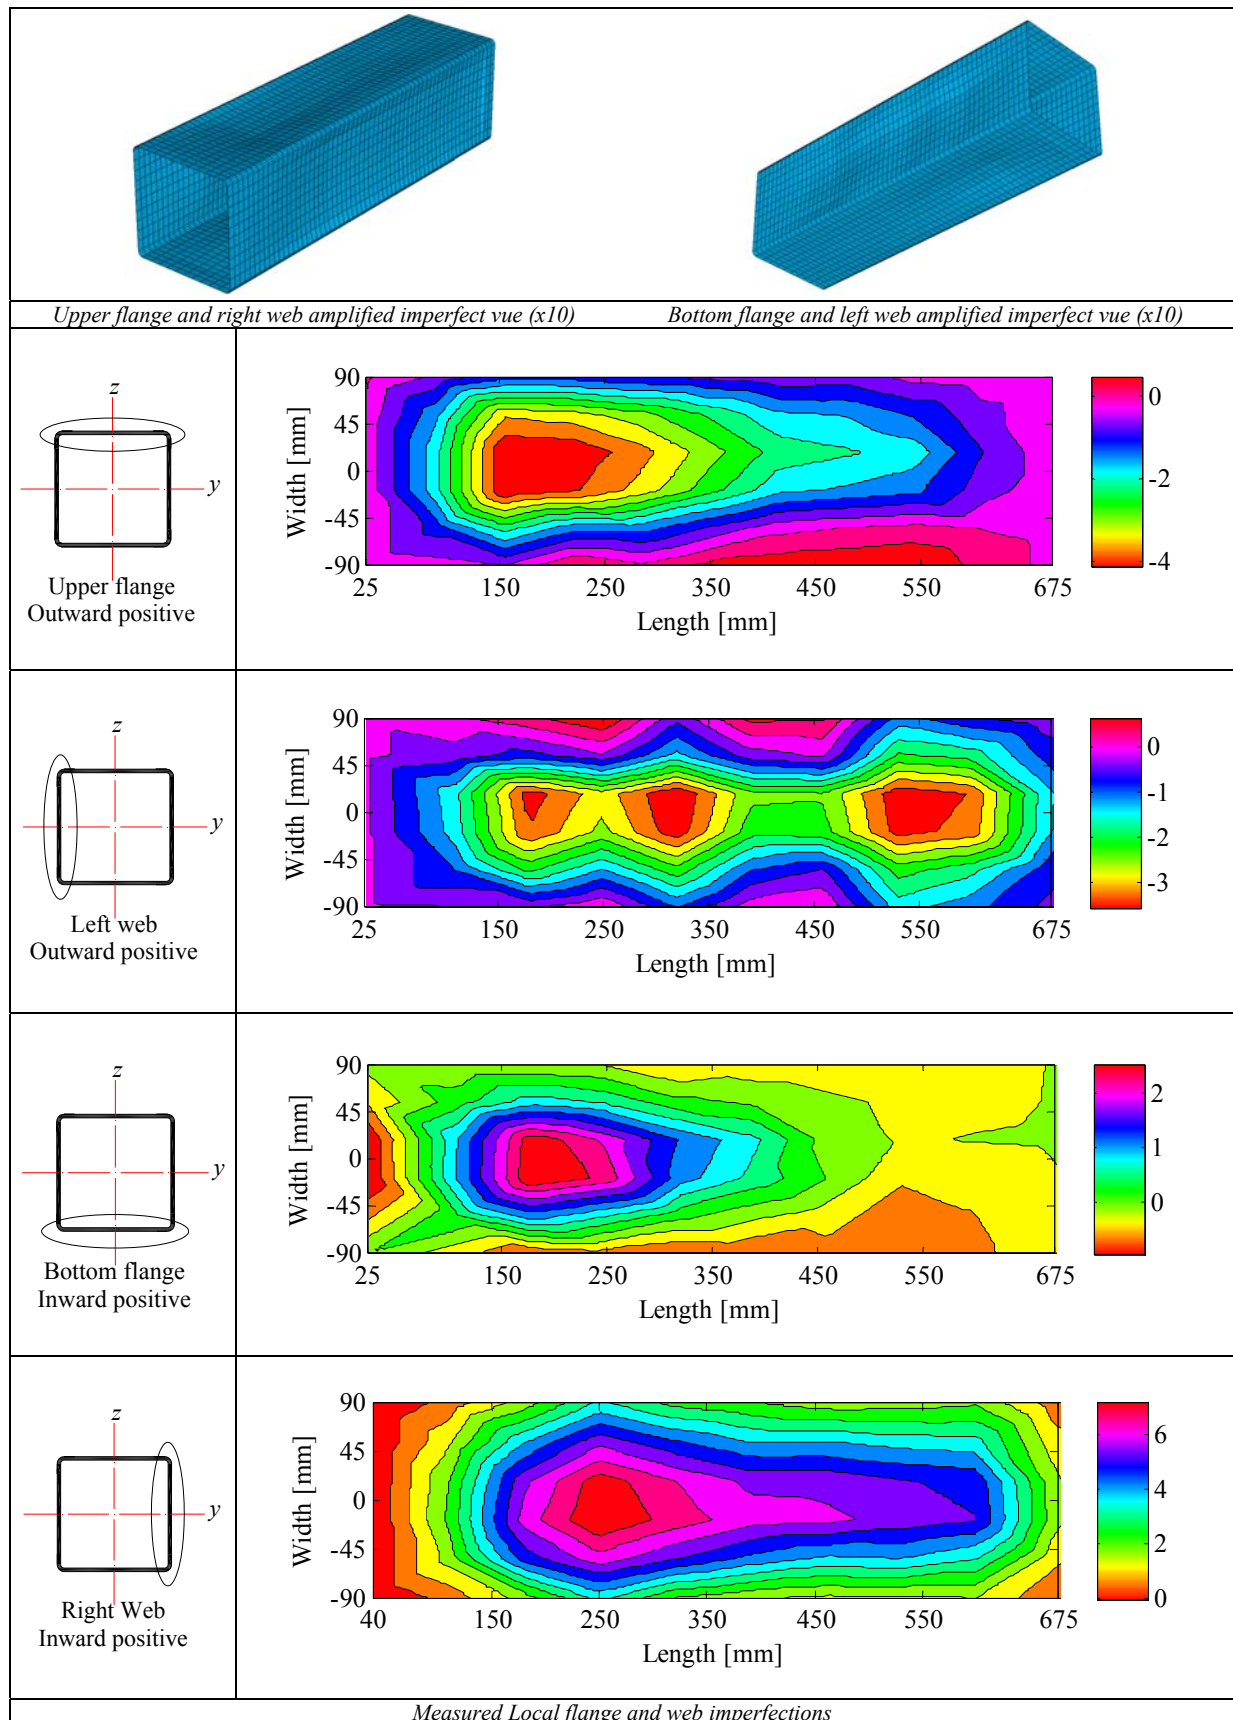 Upper flange and right web amplified imperfect vue (x10) Bottom flange and left web amplified imperfect vue (x10)
z
y
Upper flange
Outward positive
90
45
0
-45
-90
Width [mm]
25 150 250 350 450 550 675
Length [mm]
0
-2
-4
z
y
Left web
Outward positive
90
45
0
-45
-90
Width [mm]
25 150 250 350 450 550 675
Length [mm]
0
-1
-2
-3
z
y
Bottom flange
Inward positive
90
45
0
-45
-90
Width [mm]
25 150 250 350 450 550 675
Length [mm]
2
1
0
z
y
Right Web
Inward positive
90
45
0
-45
-90
Width [mm]
40 150 250 350 450 550 675
Length [mm]
6
4
2
0
Measured Local flange and web imperfections